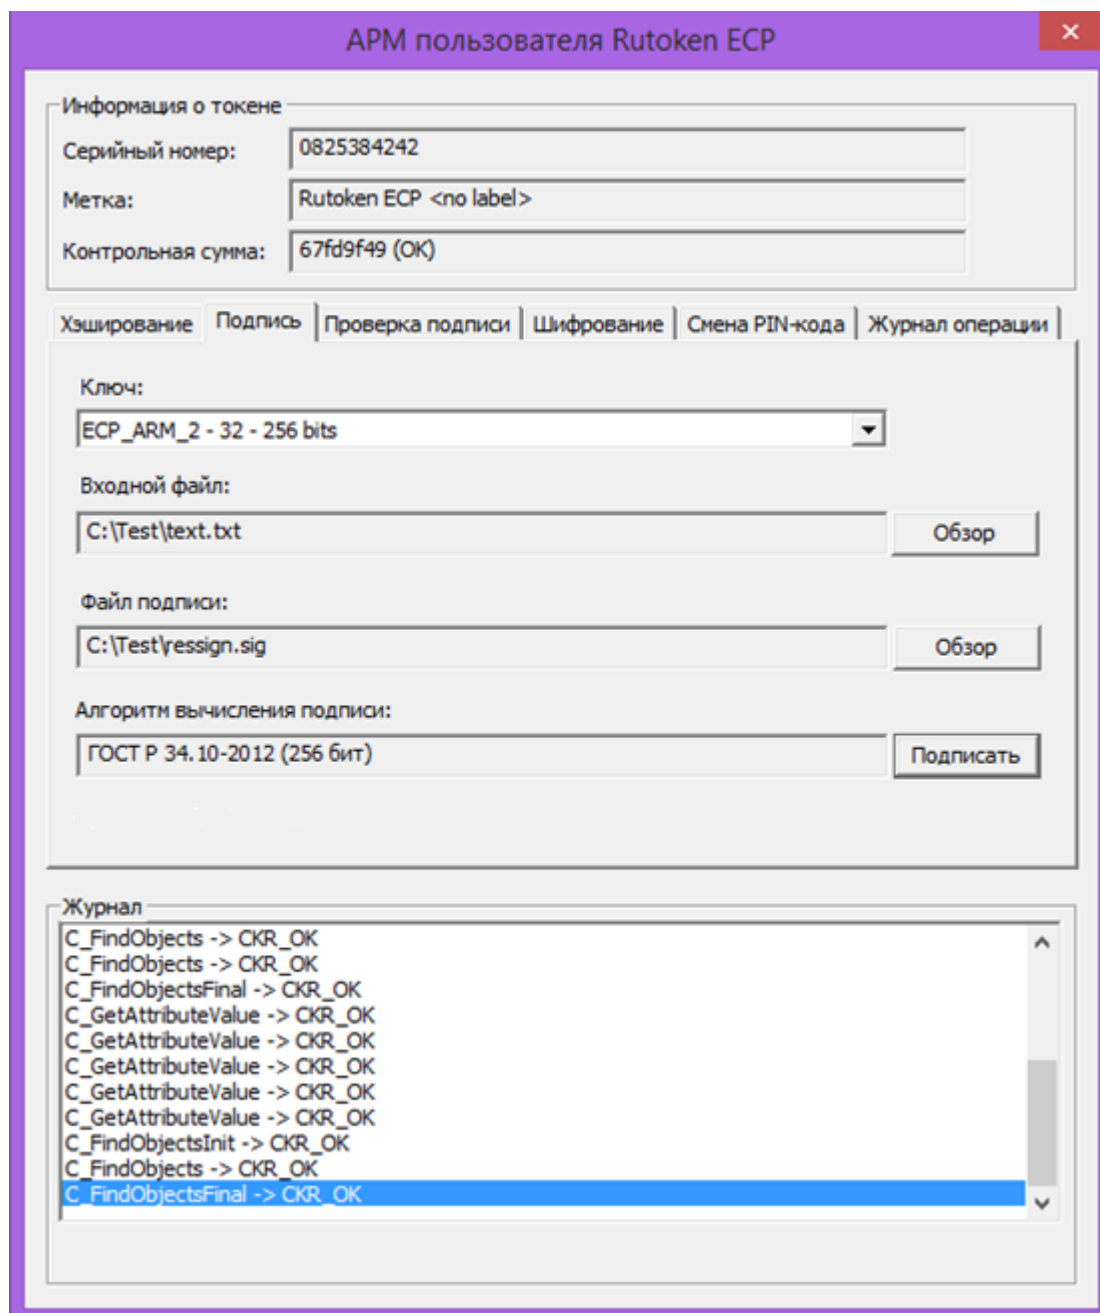 АРМ пользователя Rutoken ECP
Информация о токене
Серийный номер: 0825384242
Метка: Rutoken ECP <no label>
Контрольная сумма: 67fd9f49 (OK)
Хэширование Подпись Проверка подписи Шифрование Смена PIN-кода Журнал операции
Ключ:
ECP_ARM_2 - 32 - 256 bits
Входной файл:
C:\Test\text.txt Обзор
Файл подписи:
C:\Test\ressign.sig Обзор
Алгоритм вычисления подписи:
ГОСТ Р 34.10-2012 (256 бит) Подписать
Журнал
C_FindObjects -> CKR_OK
C_FindObjects -> CKR_OK
C_FindObjectsFinal -> CKR_OK
C_GetAttributeValue -> CKR_OK
C_GetAttributeValue -> CKR_OK
C_GetAttributeValue -> CKR_OK
C_GetAttributeValue -> CKR_OK
C_GetAttributeValue -> CKR_OK
C_FindObjectsInit -> CKR_OK
C_FindObjects -> CKR_OK
C_FindObjectsFinal -> CKR_OK